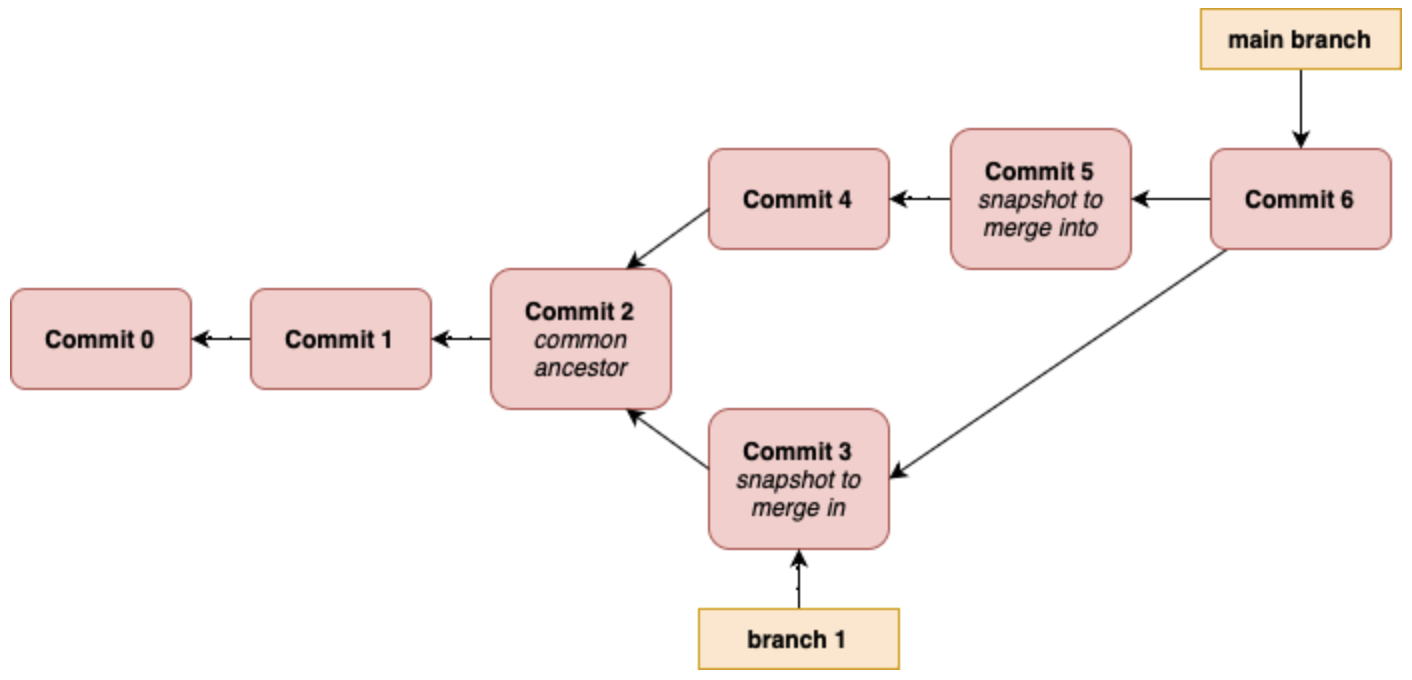 main branch
Commit 4
Commit 5
snapshot to
merge into
Commit 6
Commit 0
Commit 1
Commit 2
common
ancestor
Commit 3
snapshot to
merge in
branch 1